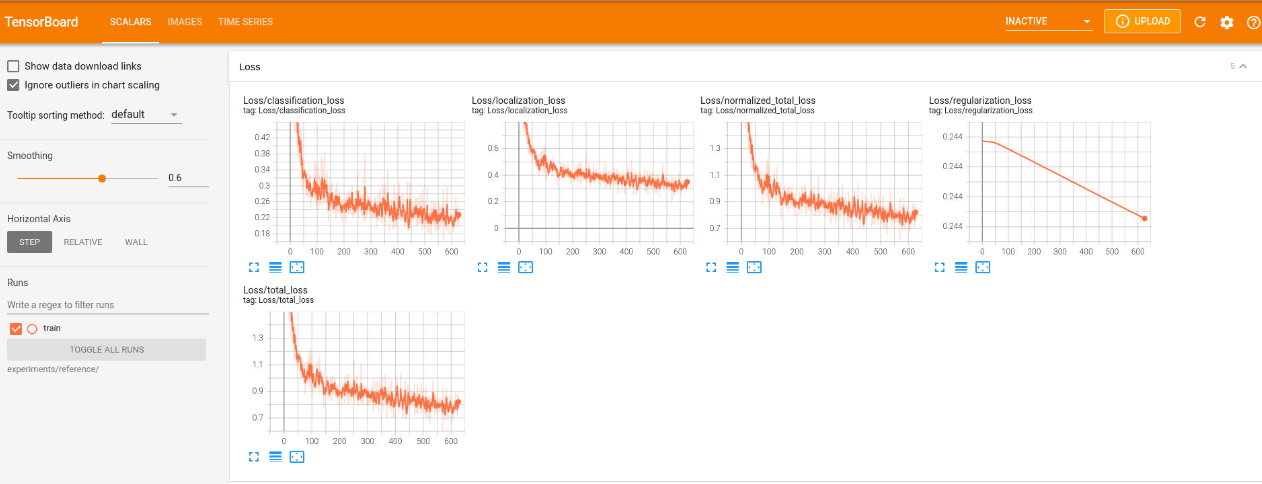 TensorBoard
SCALARS IMAGES TIME SERIES
INACTIVE
UPLOAD
Show data download links
Ignore outliers in chart scaling
Tooltip sorting method: default
Smoothing
0.6
Horizontal Axis
STEP RELATIVE WALL
Runs
Write a regex to filter runs
train
TOGGLE ALL RUNS
experiments/reference/
Loss
5
Loss/classification_loss
tag: Loss/classification_loss
0.42
0.38
0.34
0.3
0.26
0.22
0.18
0 100 200 300 400 500 600
Loss/localization_loss
tag: Loss/localization_loss
0.6
0.4
0.2
0
0 100 200 300 400 500 600
Loss/normalized_total_loss
tag: Loss/normalized_total_loss
1.3
1.1
0.9
0.7
0 100 200 300 400 500 600
Loss/regularization_loss
tag: Loss/regularization_loss
0.244
0.244
0.244
0.244
0 100 200 300 400 500 600
Loss/total_loss
tag: Loss/total_loss
1.3
1.1
0.9
0.7
0 100 200 300 400 500 600